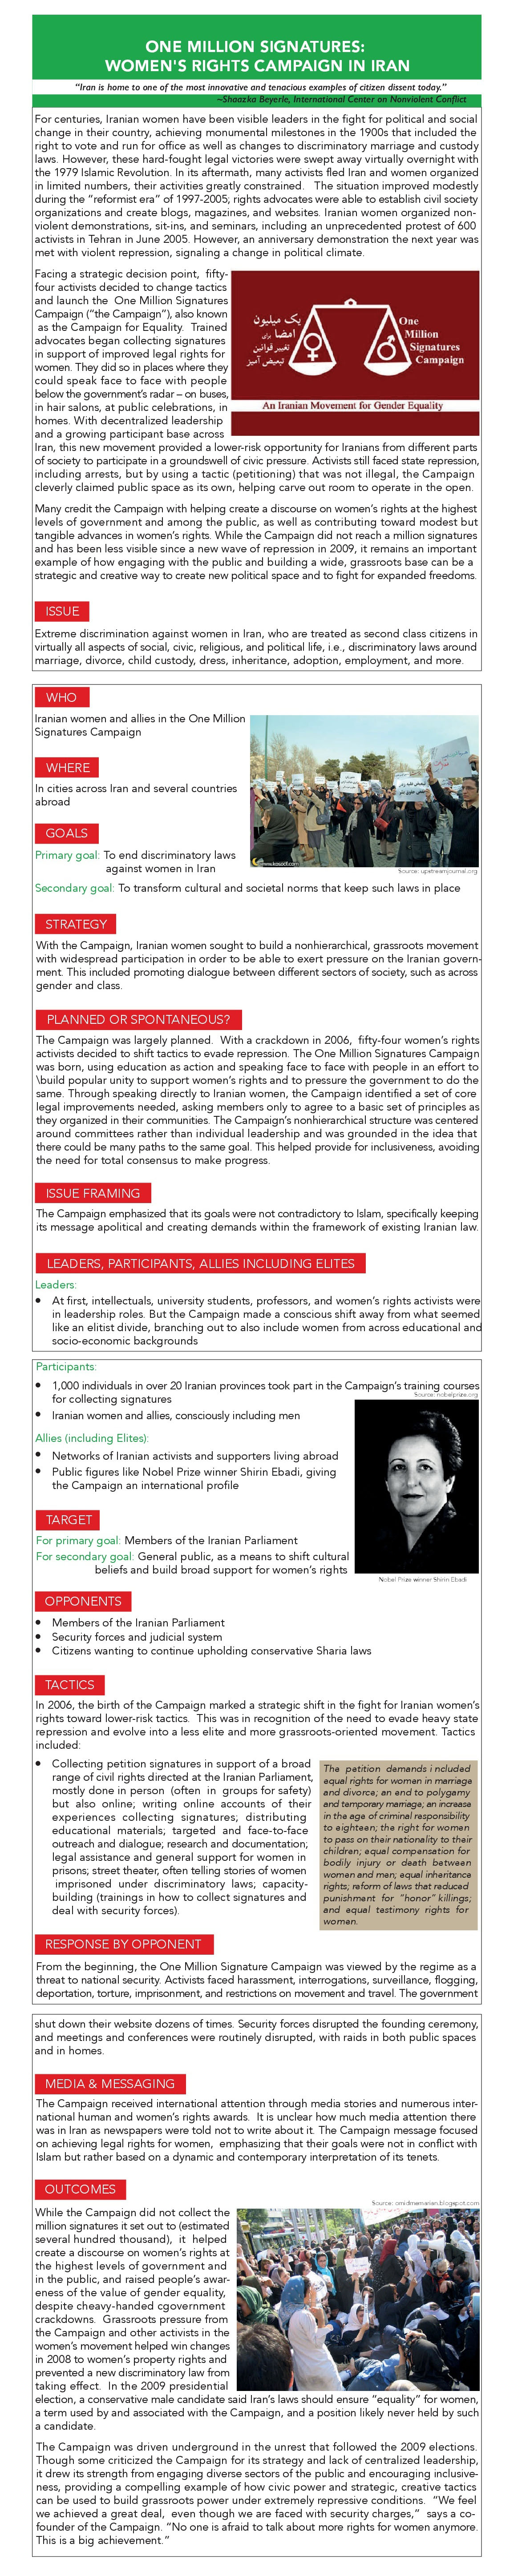 ONE MILLION SIGNATURES:
WOMEN'S RIGHTS CAMPAIGN IN IRAN
“Iran is home to one of the most innovative and tenacious examples of citizen dissent today.”
–Shaazka Beyerle, International Center on Nonviolent Conflict
For centuries, Iranian women have been visible leaders in the fight for political and social
change in their country, achieving monumental milestones in the 1900s that included the
right to vote and run for office as well as changes to discriminatory marriage and custody
laws. However, these hard-fought legal victories were swept away virtually overnight with
the 1979 Islamic Revolution. In its aftermath, many activists fled Iran and women organized
in limited numbers, their activities greatly constrained. The situation improved modestly
during the “reformist era” of 1997-2005; rights advocates were able to establish civil society
organizations and create blogs, magazines, and websites. Iranian women organized non-
violent demonstrations, sit-ins, and seminars, including an unprecedented protest of 600
activists in Tehran in June 2005. However, an anniversary demonstration the next year was
met with violent repression, signaling a change in political climate.
Facing a strategic decision point, fifty-
four activists decided to change tactics
and launch the One Million Signatures
Campaign (“the Campaign”), also known
as the Campaign for Equality. Trained
advocates began collecting signatures
in support of improved legal rights for
women. They did so in places where they
could speak face to face with people
below the government’s radar – on buses,
in hair salons, at public celebrations, in
homes. With decentralized leadership
and a growing participant base across
یک میلیون
امضا برای
تغییر قوانین
تبعیض آمیز
One
Million
Signatures
Campaign
An Iranian Movement for Gender Equality
Iran, this new movement provided a lower-risk opportunity for Iranians from different parts
of society to participate in a groundswell of civic pressure. Activists still faced state repression,
including arrests, but by using a tactic (petitioning) that was not illegal, the Campaign
cleverly claimed public space as its own, helping carve out room to operate in the open.
Many credit the Campaign with helping create a discourse on women’s rights at the highest
levels of government and among the public, as well as contributing toward modest but
tangible advances in women’s rights. While the Campaign did not reach a million signatures
and has been less visible since a new wave of repression in 2009, it remains an important
example of how engaging with the public and building a wide, grassroots base can be a
strategic and creative way to create new political space and to fight for expanded freedoms.
ISSUE
Extreme discrimination against women in Iran, who are treated as second class citizens in
virtually all aspects of social, civic, religious, and political life, i.e., discriminatory laws around
marriage, divorce, child custody, dress, inheritance, adoption, employment, and more.
WHO
Iranian women and allies in the One Million
Signatures Campaign
WHERE
In cities across Iran and several countries
abroad
GOALS
Primary goal: To end discriminatory laws
against women in Iran
Source: upstreamjournal.org
Secondary goal: To transform cultural and societal norms that keep such laws in place
STRATEGY
With the Campaign, Iranian women sought to build a nonhierarchical, grassroots movement
with widespread participation in order to be able to exert pressure on the Iranian govern-
ment. This included promoting dialogue between different sectors of society, such as across
gender and class.
PLANNED OR SPONTANEOUS?
The Campaign was largely planned. With a crackdown in 2006, fifty-four women’s rights
activists decided to shift tactics to evade repression. The One Million Signatures Campaign
was born, using education as action and speaking face to face with people in an effort to
\build popular unity to support women’s rights and to pressure the government to do the
same. Through speaking directly to Iranian women, the Campaign identified a set of core
legal improvements needed, asking members only to agree to a basic set of principles as
they organized in their communities. The Campaign’s nonhierarchical structure was centered
around committees rather than individual leadership and was grounded in the idea that
there could be many paths to the same goal. This helped provide for inclusiveness, avoiding
the need for total consensus to make progress.
ISSUE FRAMING
The Campaign emphasized that its goals were not contradictory to Islam, specifically keeping
its message apolitical and creating demands within the framework of existing Iranian law.
LEADERS, PARTICIPANTS, ALLIES INCLUDING ELITES
Leaders:
• At first, intellectuals, university students, professors, and women’s rights activists were
in leadership roles. But the Campaign made a conscious shift away from what seemed
like an elitist divide, branching out to also include women from across educational and
socio-economic backgrounds
Participants:
• 1,000 individuals in over 20 Iranian provinces took part in the Campaign’s training courses
for collecting signatures
Source: nobelprize.org
• Iranian women and allies, consciously including men
Allies (including Elites):
• Networks of Iranian activists and supporters living abroad
• Public figures like Nobel Prize winner Shirin Ebadi, giving
the Campaign an international profile
TARGET
For primary goal: Members of the Iranian Parliament
For secondary goal: General public, as a means to shift cultural
beliefs and build broad support for women’s rights
Nobel Prize winner Shirin Ebadi
OPPONENTS
• Members of the Iranian Parliament
• Security forces and judicial system
• Citizens wanting to continue upholding conservative Sharia laws
TACTICS
In 2006, the birth of the Campaign marked a strategic shift in the fight for Iranian women’s
rights toward lower-risk tactics. This was in recognition of the need to evade heavy state
repression and evolve into a less elite and more grassroots-oriented movement. Tactics
included:
• Collecting petition signatures in support of a broad
range of civil rights directed at the Iranian Parliament,
mostly done in person (often in groups for safety)
but also online; writing online accounts of their
experiences collecting signatures; distributing
educational materials; targeted and face-to-face
outreach and dialogue; research and documentation;
legal assistance and general support for women in
prisons; street theater, often telling stories of women
imprisoned under discriminatory laws; capacity-
building (trainings in how to collect signatures and
deal with security forces).
The petition demands i ncluded
equal rights for women in marriage
and divorce; an end to polygamy
and temporary marriage; an increase
in the age of criminal responsibility
to eighteen; the right for women
to pass on their nationality to their
children; equal compensation for
bodily injury or death between
women and men; equal inheritance
rights; reform of laws that reduced
punishment for “honor” killings;
and equal testimony rights for
women.
RESPONSE BY OPPONENT
From the beginning, the One Million Signature Campaign was viewed by the regime as a
threat to national security. Activists faced harassment, interrogations, surveillance, flogging,
deportation, torture, imprisonment, and restrictions on movement and travel. The government
shut down their website dozens of times. Security forces disrupted the founding ceremony,
and meetings and conferences were routinely disrupted, with raids in both public spaces
and in homes.
MEDIA & MESSAGING
The Campaign received international attention through media stories and numerous inter-
national human and women’s rights awards. It is unclear how much media attention there
was in Iran as newspapers were told not to write about it. The Campaign message focused
on achieving legal rights for women, emphasizing that their goals were not in conflict with
Islam but rather based on a dynamic and contemporary interpretation of its tenets.
OUTCOMES
Source: omidmemarian.blogspot.com
While the Campaign did not collect the
million signatures it set out to (estimated
several hundred thousand), it helped
create a discourse on women’s rights at
the highest levels of government and
in the public, and raised people’s awar-
eness of the value of gender equality,
despite cheavy-handed cgovernment
crackdowns. Grassroots pressure from
the Campaign and other activists in the
women’s movement helped win changes
in 2008 to women’s property rights and
prevented a new discriminatory law from
taking effect. In the 2009 presidential
election, a conservative male candidate said Iran’s laws should ensure “equality” for women,
a term used by and associated with the Campaign, and a position likely never held by such
a candidate.
The Campaign was driven underground in the unrest that followed the 2009 elections.
Though some criticized the Campaign for its strategy and lack of centralized leadership,
it drew its strength from engaging diverse sectors of the public and encouraging inclusive-
ness, providing a compelling example of how civic power and strategic, creative tactics
can be used to build grassroots power under extremely repressive conditions. “We feel
we achieved a great deal, even though we are faced with security charges,” says a co-
founder of the Campaign. “No one is afraid to talk about more rights for women anymore.
This is a big achievement.”